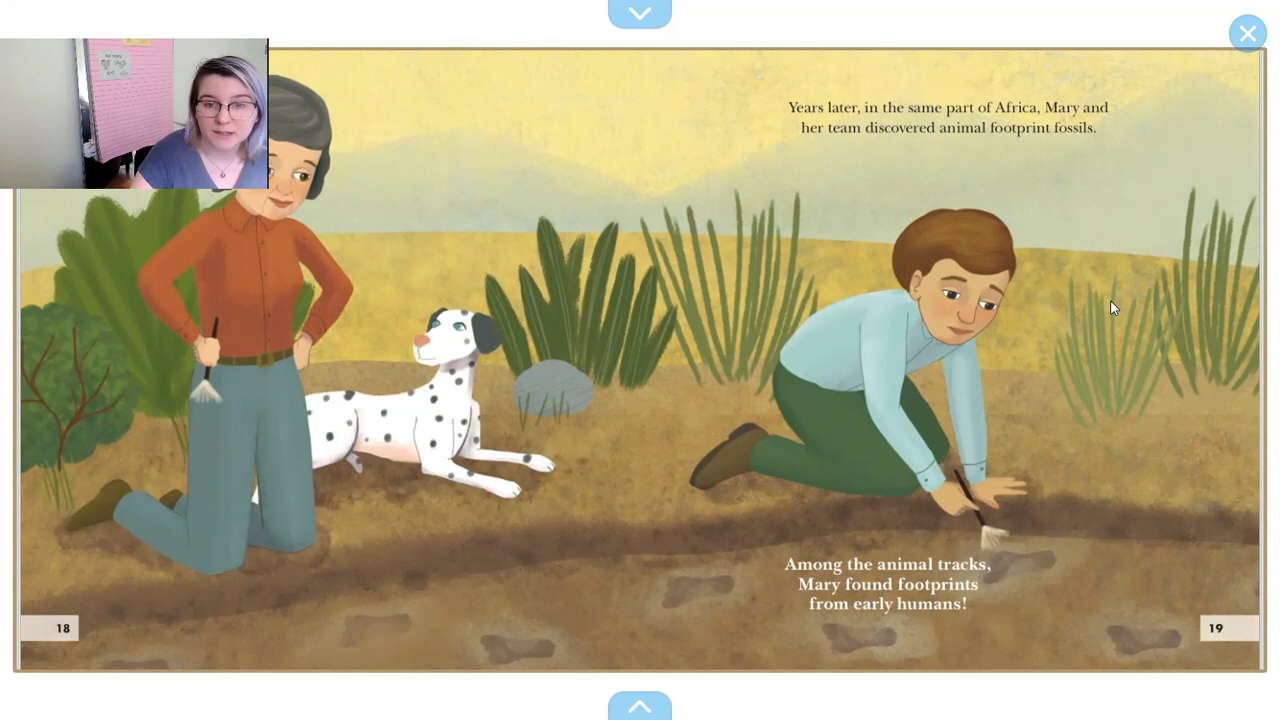 Years later, in the same part of Africa, Mary and
her team discovered animal footprint fossils.
Among the animal tracks,
Mary found footprints
from early humans!
18
19